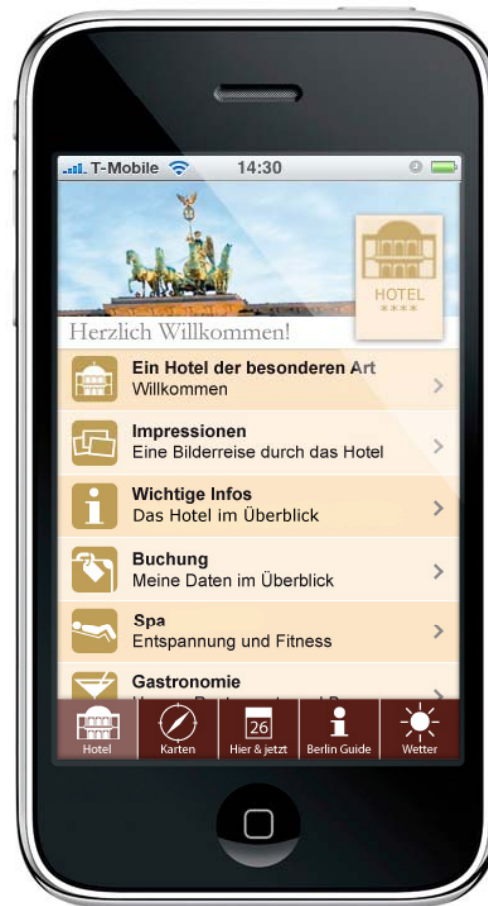 T-Mobile 14:30
HOTEL
****
Herzlich Willkommen!
Ein Hotel der besonderen Art
Willkommen
Impressionen
Eine Bilderreise durch das Hotel
Wichtige Infos
Das Hotel im Überblick
Buchung
Meine Daten im Überblick
Spa
Entspannung und Fitness
Gastronomie
26
Hotel Karten Hier & jetzt Berlin Guide Wetter